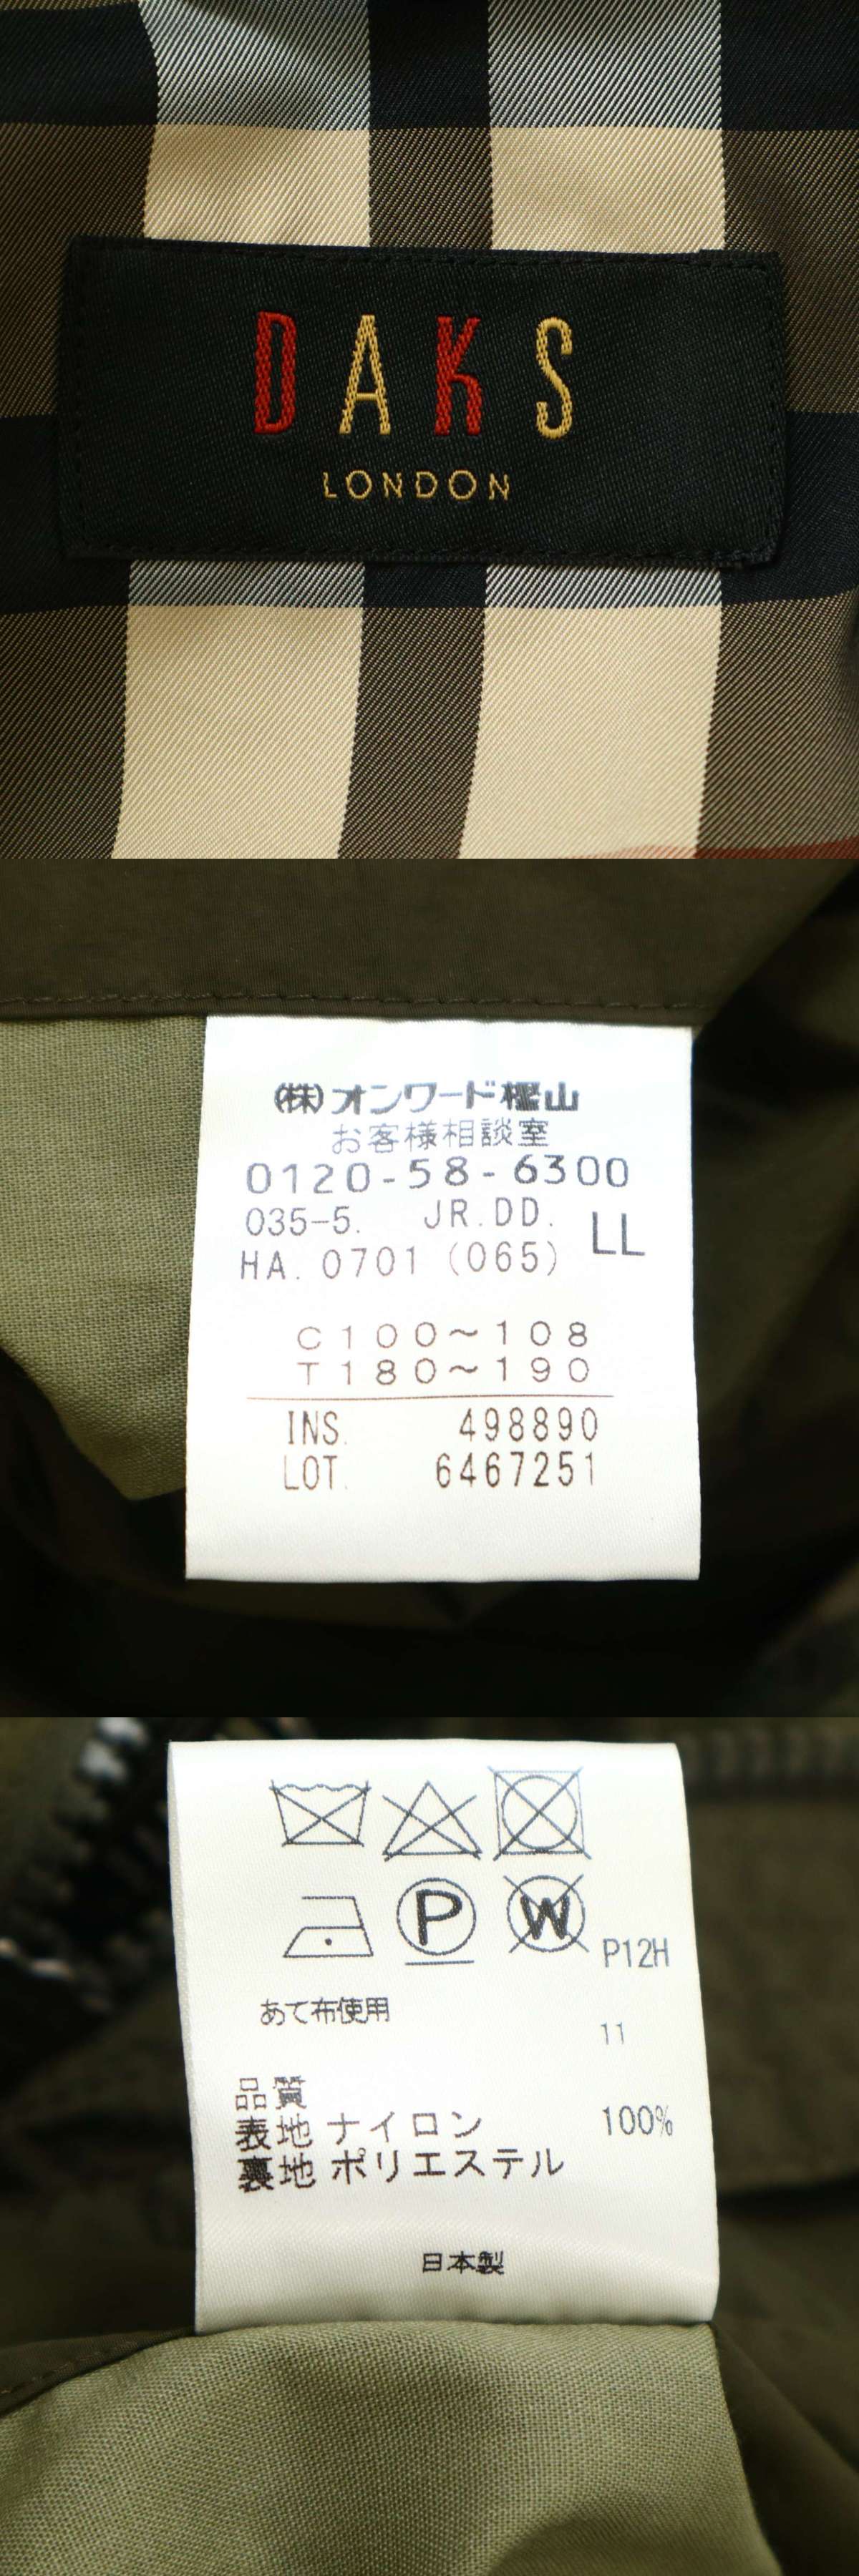 DAKS
LONDON
㈱オンワード樫山
お客様相談室
0120-58-6300
035-5. JR.DD. LL
HA. 0701 (065)
C100~108
T180~190
INS. 498890
LOT. 6467251
P
W
P12H
あて布使用
11
品質
表地 ナイロン 100%
裏地 ポリエステル
日本製